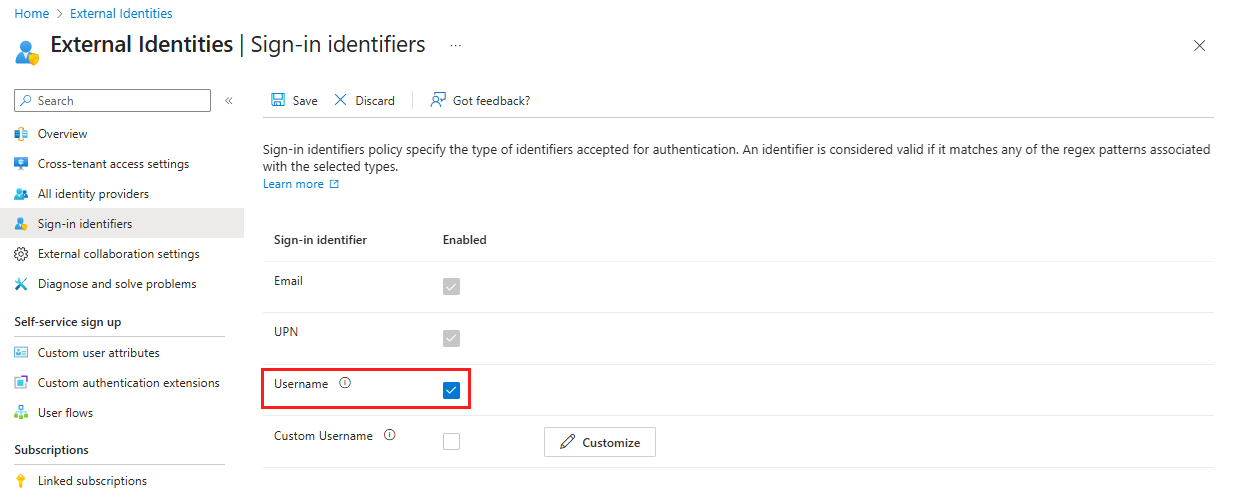 Home > External Identities
External Identities | Sign-in identifiers ...
Search
«
Overview
Cross-tenant access settings
All identity providers
Sign-in identifiers
External collaboration settings
Diagnose and solve problems
Self-service sign up
Custom user attributes
Custom authentication extensions
User flows
Subscriptions
Linked subscriptions
Save Discard Got feedback?
Sign-in identifiers policy specify the type of identifiers accepted for authentication. An identifier is considered valid if it matches any of the regex patterns associated
with the selected types.
Learn more
Sign-in identifier Enabled
Email
UPN
Username
Custom Username Customize